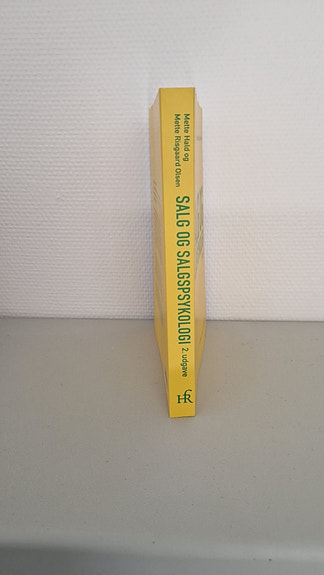 Mette Hald og
Mette Risgaard Olsen
SALG OG SALGSPSYKOLOGI
2. udgave
HR